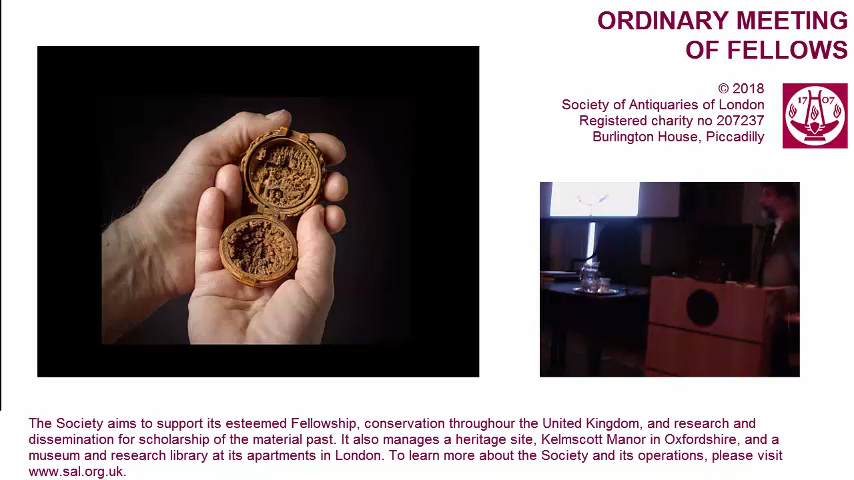 ORDINARY MEETING
OF FELLOWS
© 2018
Society of Antiquaries of London
Registered charity no 207237
Burlington House, Piccadilly
17 07
The Society aims to support its esteemed Fellowship, conservation throughour the United Kingdom, and research and
dissemination for scholarship of the material past. It also manages a heritage site, Kelmscott Manor in Oxfordshire, and a
museum and research library at its apartments in London. To learn more about the Society and its operations, please visit
www.sal.org.uk.